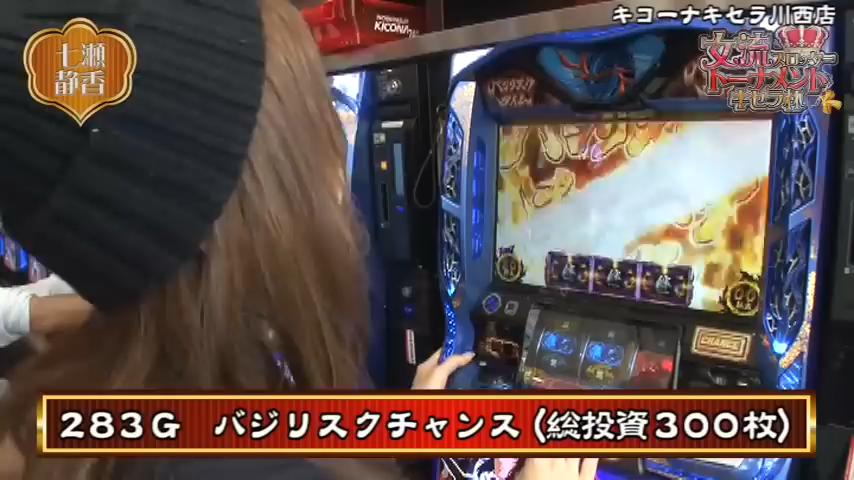 キコーナキセラ川西店
七瀬
静香
女流スロッター
トーナメント
KICONA
CHANCE
283G　バジリスクチャンス(総投資300枚)